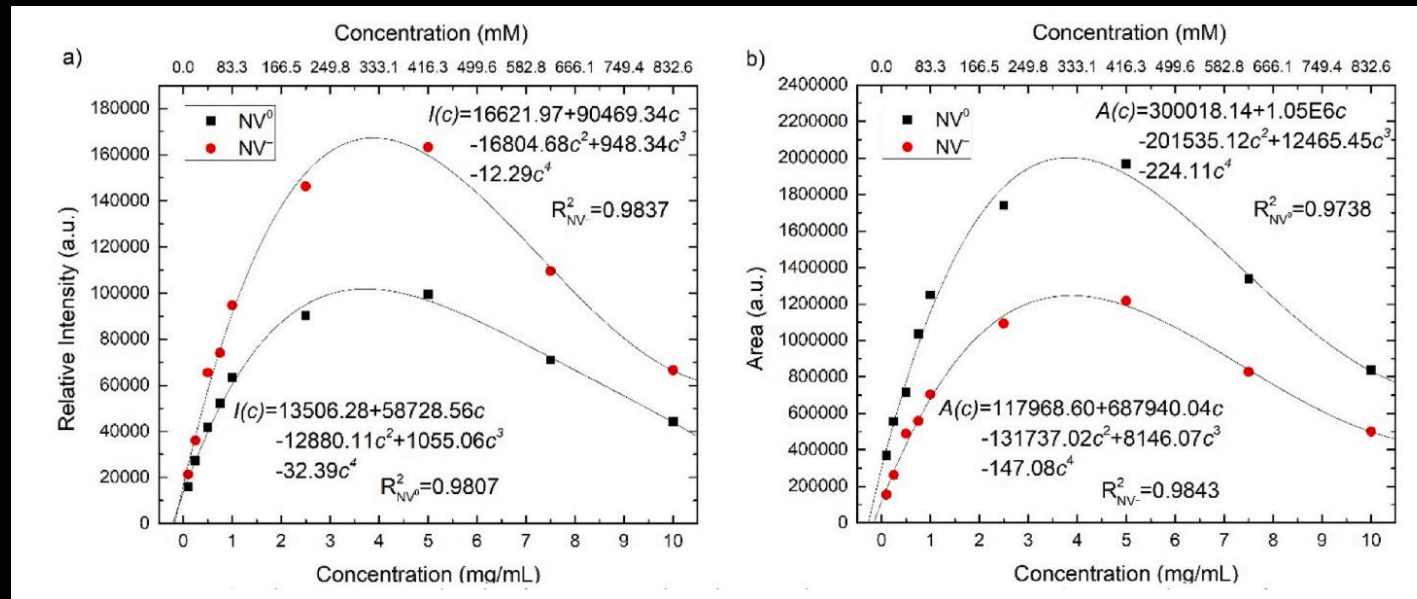 a)
Concentration (mM)
0.0 83.3 166.5 249.8 333.1 416.3 499.6 582.8 666.1 749.4 832.6
Relative Intensity (a.u.)
180000
160000
140000
120000
100000
80000
60000
40000
20000
0
NV⁰
NV⁻
I(c)=16621.97+90469.34c
-16804.68c²+948.34c³
-12.29c⁴
R²NV-=0.9837
I(c)=13506.28+58728.56c
-12880.11c²+1055.06c³
-32.39c⁴
R²NV⁰=0.9807
0 1 2 3 4 5 6 7 8 9 10
Concentration (mg/mL)
b)
Concentration (mM)
0.0 83.3 166.5 249.8 333.1 416.3 499.6 582.8 666.1 749.4 832.6
Area (a.u.)
2400000
2200000
2000000
1800000
1600000
1400000
1200000
1000000
800000
600000
400000
200000
0
NV⁰
NV⁻
A(c)=300018.14+1.05E6c
-201535.12c²+12465.45c³
-224.11c⁴
R²NV⁰=0.9738
A(c)=117968.60+687940.04c
-131737.02c²+8146.07c³
-147.08c⁴
R²NV-=0.9843
0 1 2 3 4 5 6 7 8 9 10
Concentration (mg/mL)